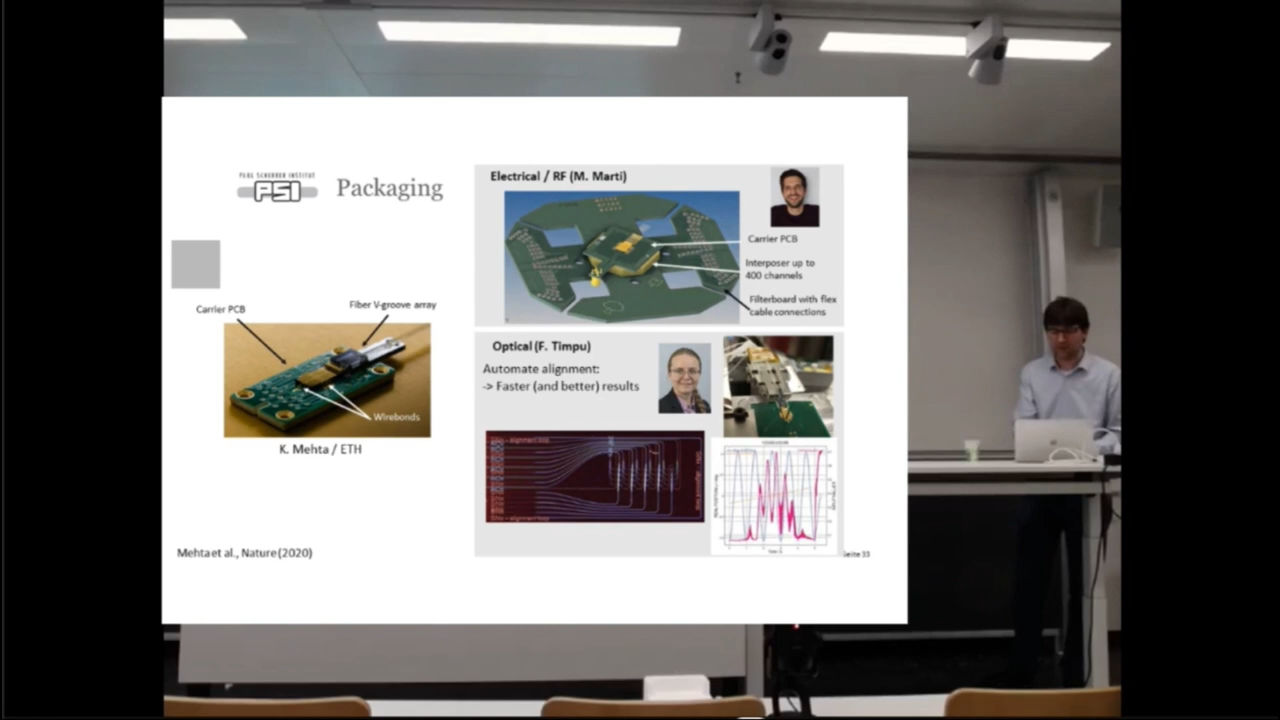 PAUL SCHERRER INSTITUT
PSI
Packaging
Carrier PCB
Fiber V-groove array
Wirebonds
K. Mehta / ETH
Mehta et al., Nature (2020)
Electrical / RF (M. Marti)
Carrier PCB
Interposer up to
400 channels
Filterboard with flex
cable connections
Optical (F. Timpu)
Automate alignment:
-> Faster (and better) results
Seite 33